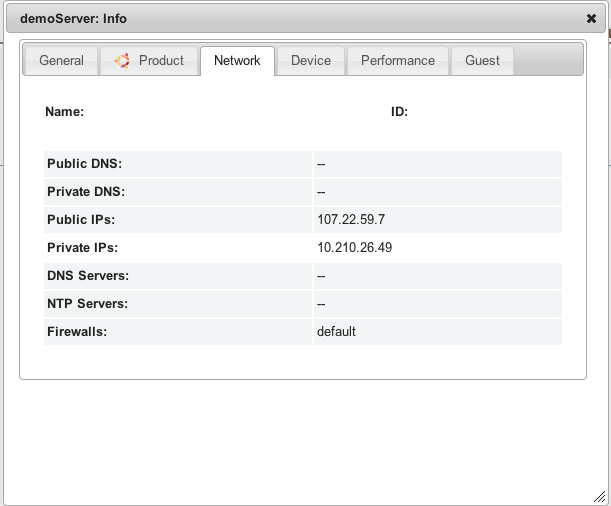 demoServer: Info
General Product Network Device Performance Guest
Name: ID:
Public DNS: --
Private DNS: --
Public IPs: 107.22.59.7
Private IPs: 10.210.26.49
DNS Servers: --
NTP Servers: --
Firewalls: default